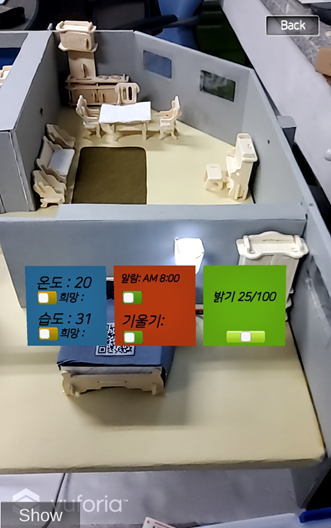 Back
온도 : 20
희망 :
습도 : 31
희망 :
알람: AM 8:00
기울기:
밝기 25/100
vuforia™
Show